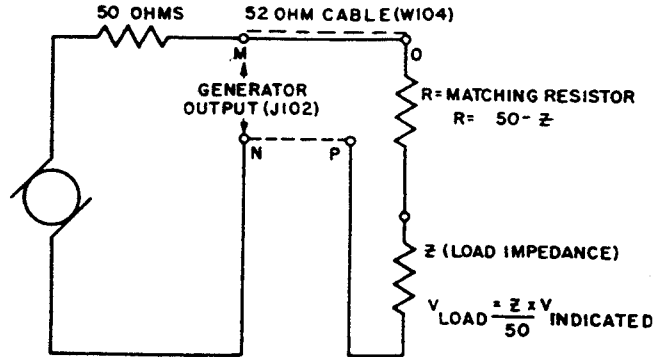 50 OHMS
52 OHM CABLE (W104)
M
O
GENERATOR
OUTPUT (J102)
R=MATCHING RESISTOR
R= 50-Z
N
P
Z (LOAD IMPEDANCE)
V LOAD = Z x V INDICATED
50